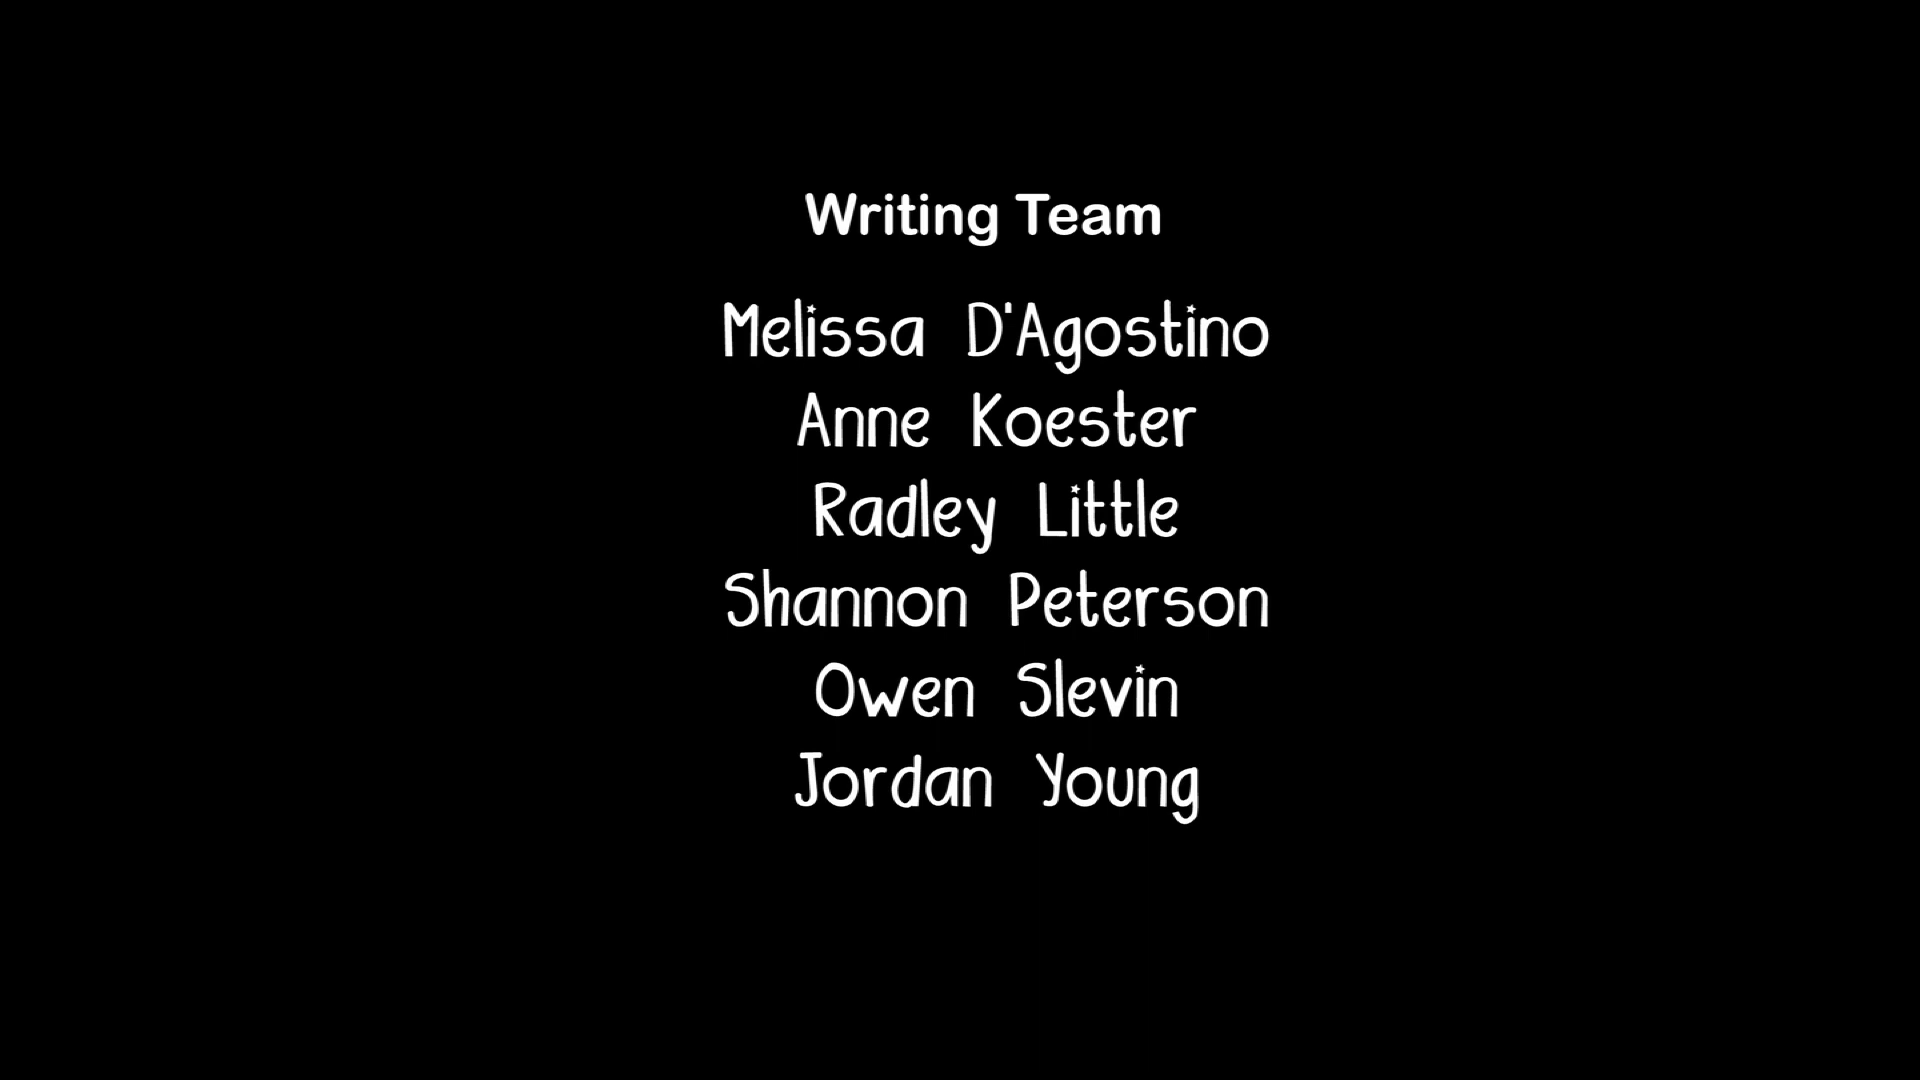 Writing Team
Melissa D'Agostino
Anne Koester
Radley Little
Shannon Peterson
Owen Slevin
Jordan Young